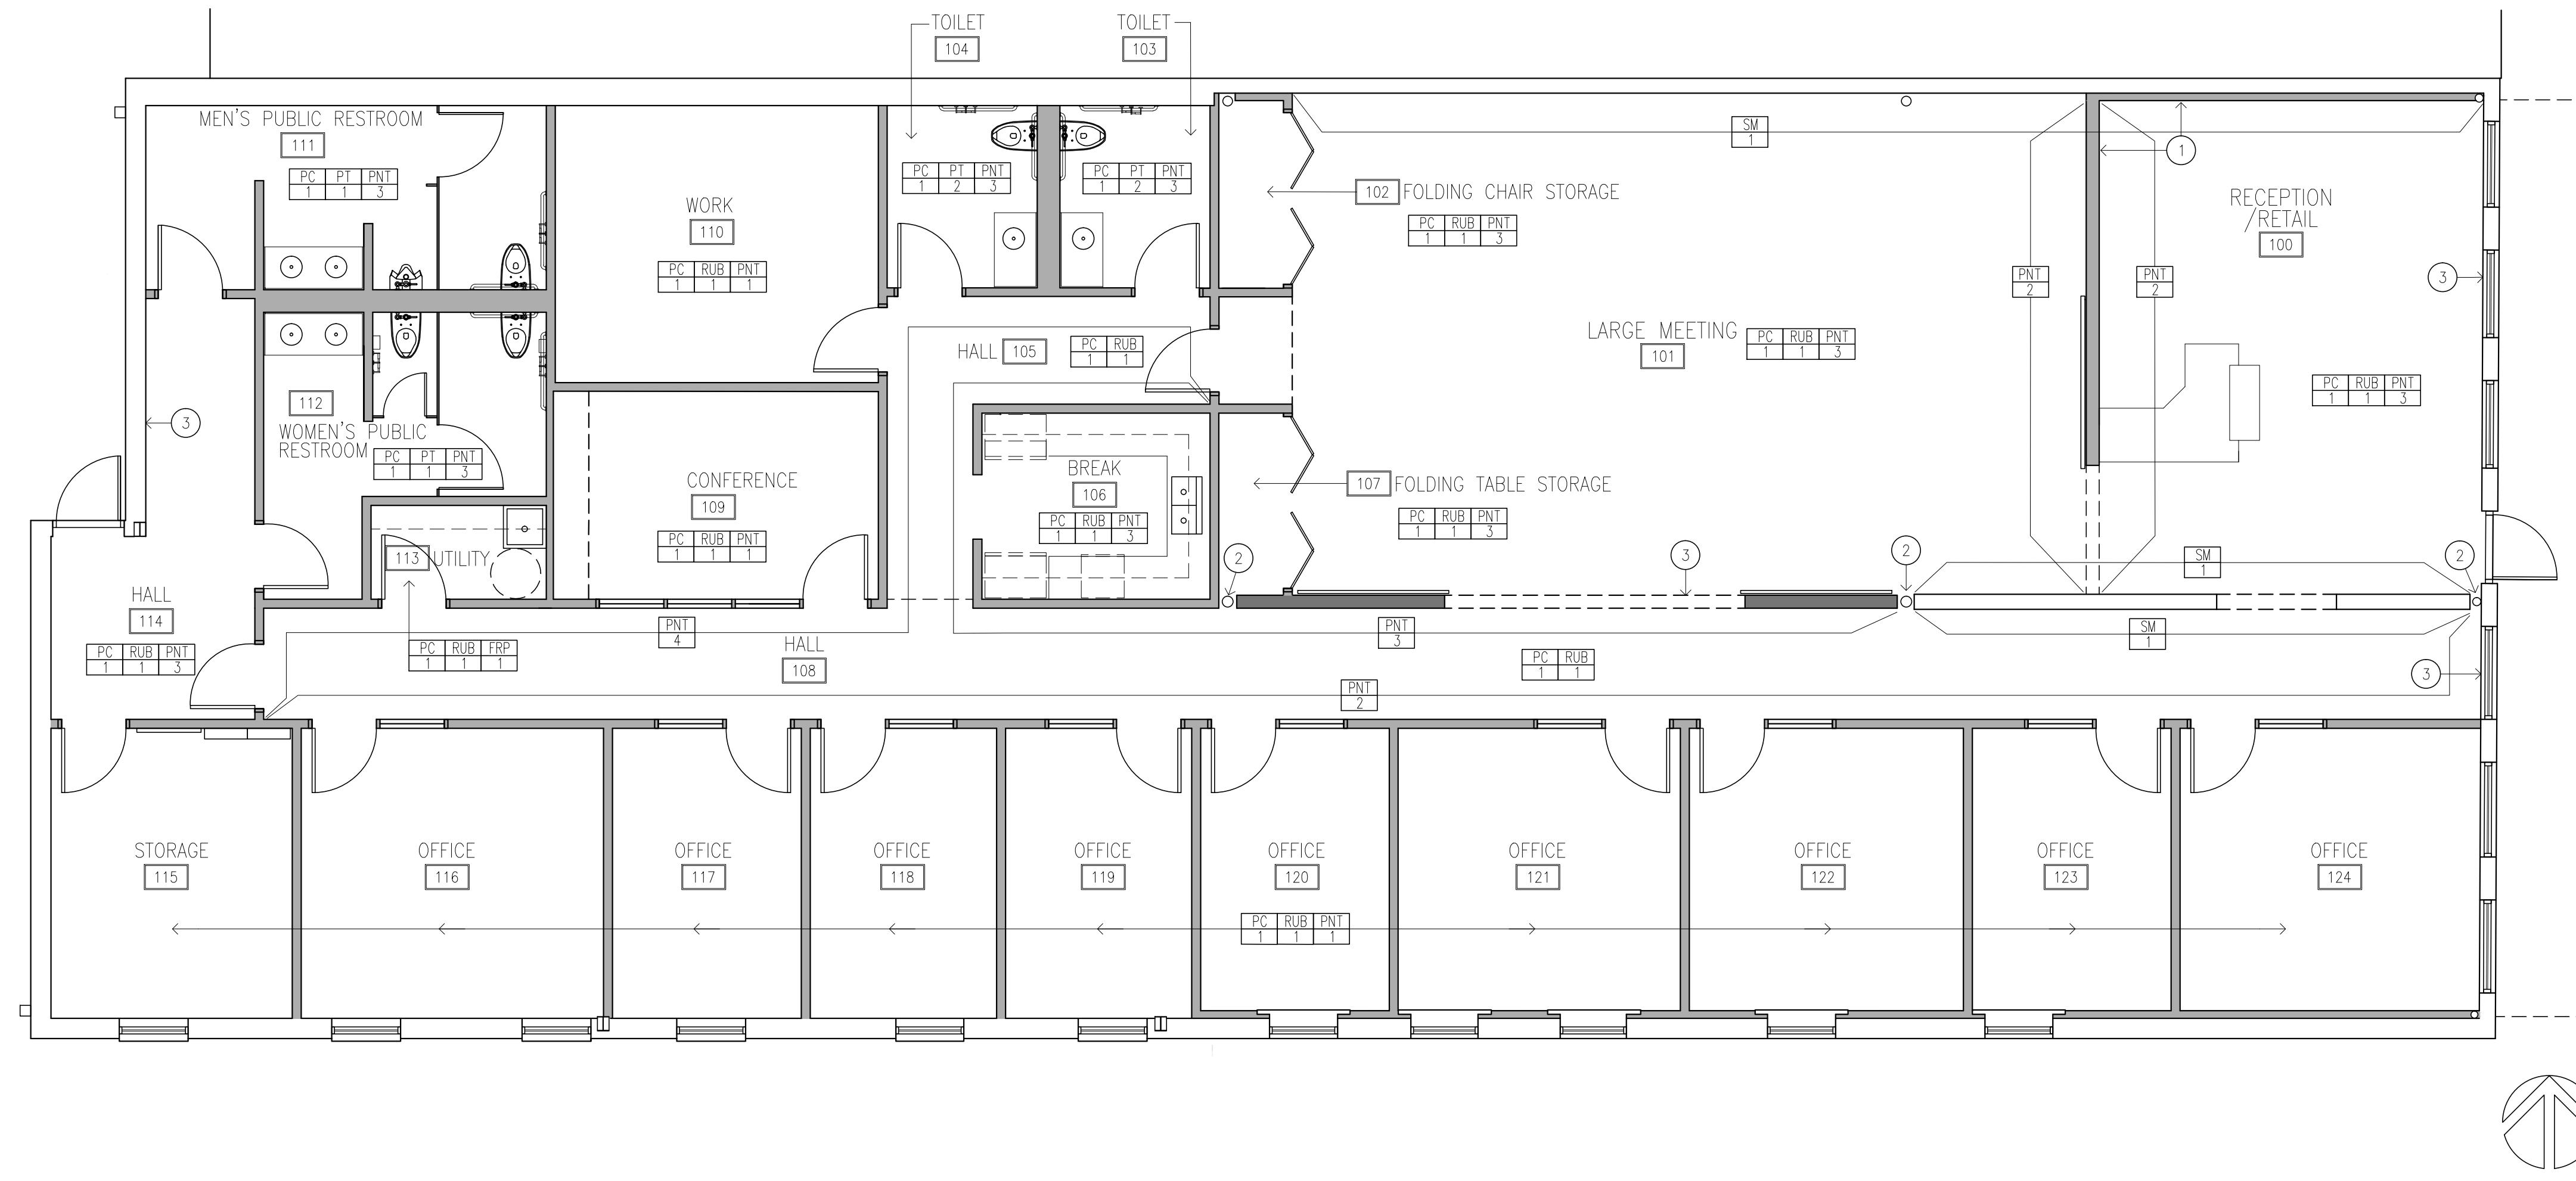 TOILET
104
TOILET
103
MEN'S PUBLIC RESTROOM
111
PC PT PNT
1 1 3
WORK
110
PC RUB PNT
1 1 1
PC PT PNT
1 2 3
PC PT PNT
1 2 3
SM
1
102 FOLDING CHAIR STORAGE
PC RUB PNT
1 1 3
1
RECEPTION
/RETAIL
100
PNT
2
PNT
2
3
HALL 105
PC RUB
1 1
LARGE MEETING
101
PC RUB PNT
1 1 3
PC RUB PNT
1 1 3
3
112
WOMEN'S PUBLIC
RESTROOM
PC PT PNT
1 1 3
CONFERENCE
109
PC RUB PNT
1 1 1
BREAK
106
PC RUB PNT
1 1 3
107 FOLDING TABLE STORAGE
PC RUB PNT
1 1 3
113 UTILITY
2
3
2
SM
1
2
HALL
114
PC RUB PNT
1 1 3
PC RUB FRP
1 1 1
PNT
4
HALL
108
PNT
3
SM
1
PC RUB
1 1
3
PNT
2
STORAGE
115
OFFICE
116
OFFICE
117
OFFICE
118
OFFICE
119
OFFICE
120
OFFICE
121
OFFICE
122
OFFICE
123
OFFICE
124
PC RUB PNT
1 1 1